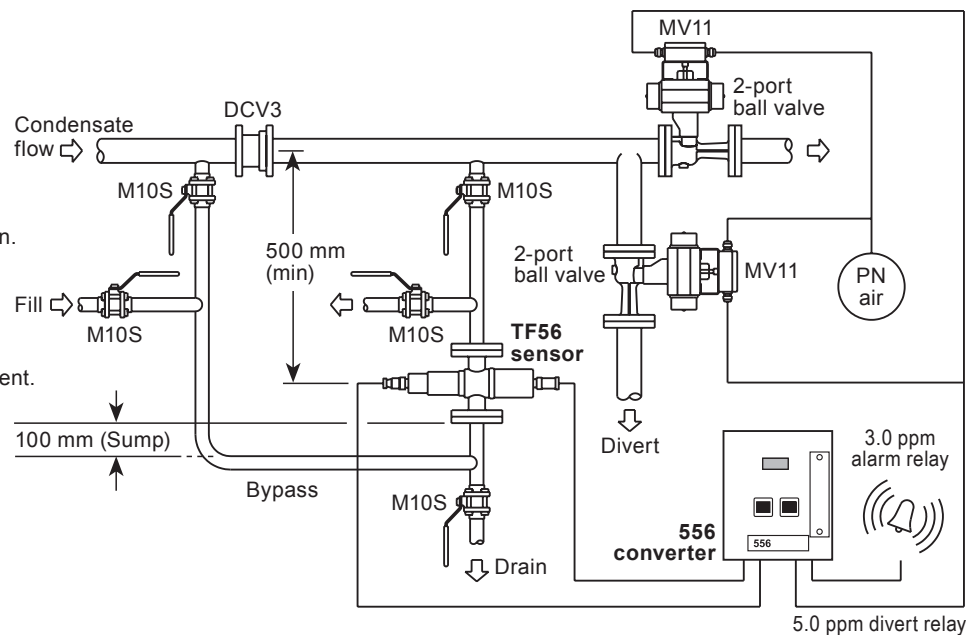 MV11
2-port
ball valve
DCV3
Condensate
flow
M10S
M10S
n.
500 mm
(min)
2-port
ball valve
MV11
PN
air
Fill
M10S
M10S
TF56
sensor
ent.
100 mm (Sump)
Divert
3.0 ppm
alarm relay
Bypass
M10S
556
converter
556
Drain
5.0 ppm divert relay